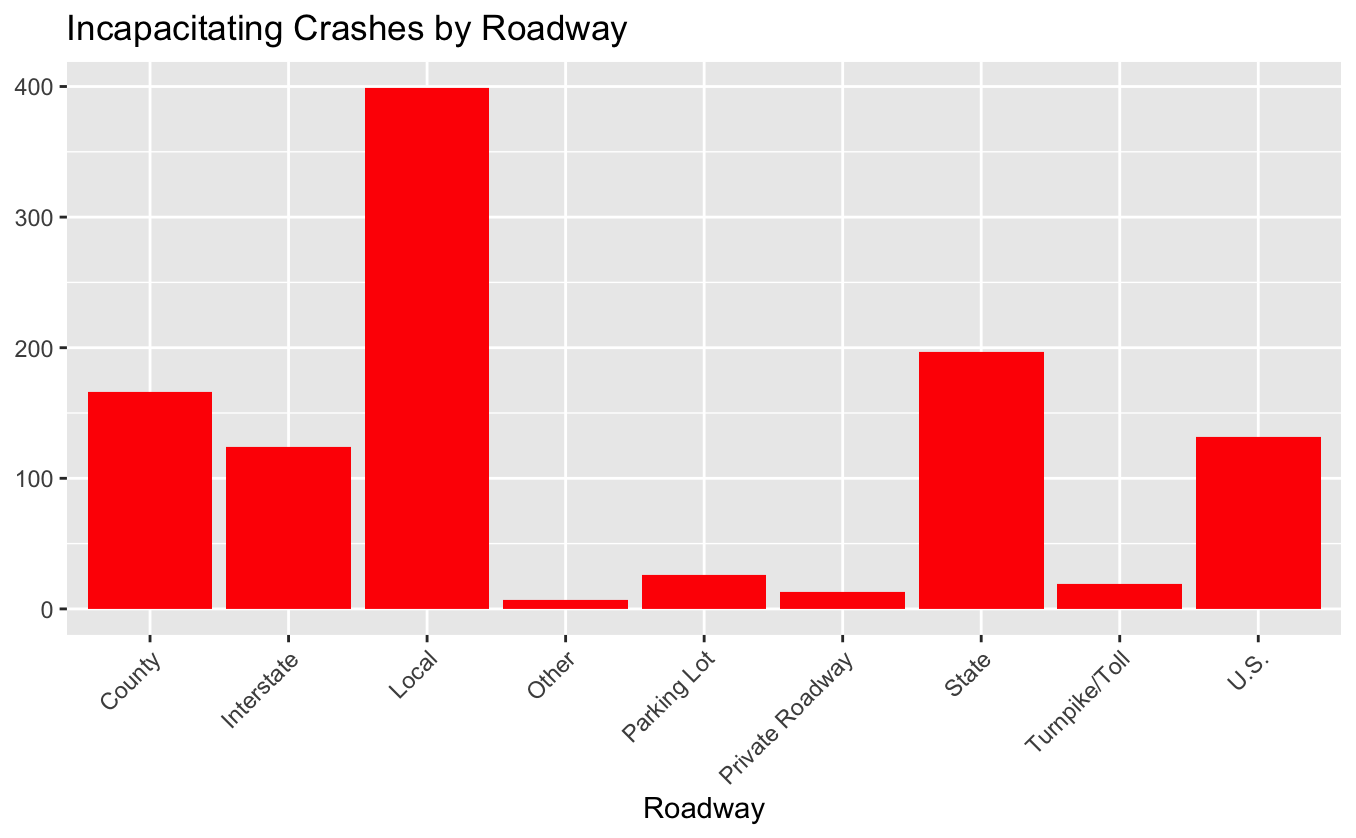 Incapacitating Crashes by Roadway
400
300
200
100
0
County
Interstate
Local
Other
Parking Lot
Private Roadway
State
Turnpike/Toll
U.S.
Roadway